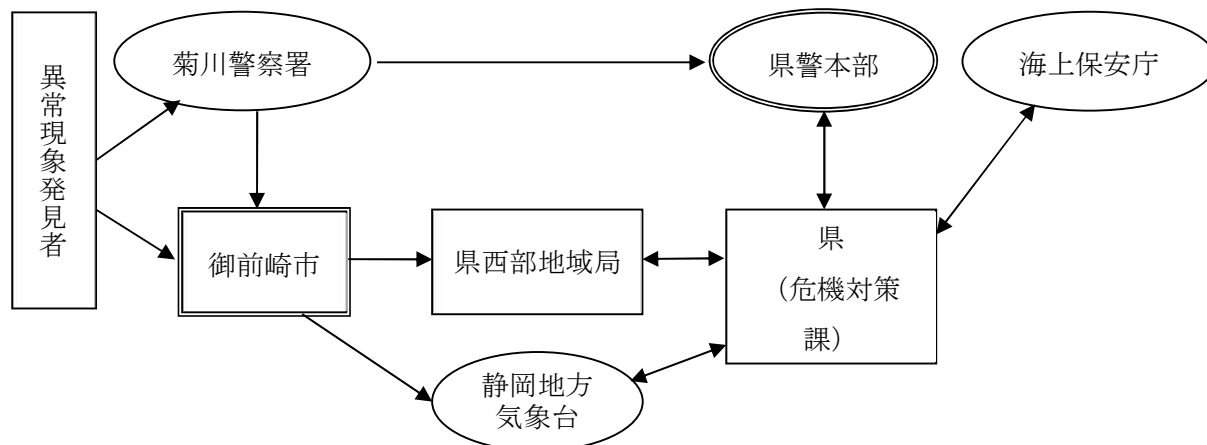 異常現象発見者
菊川警察署
県警本部
海上保安庁
御前崎市
県西部地域局
県
（危機対策
課）
静岡地方
気象台